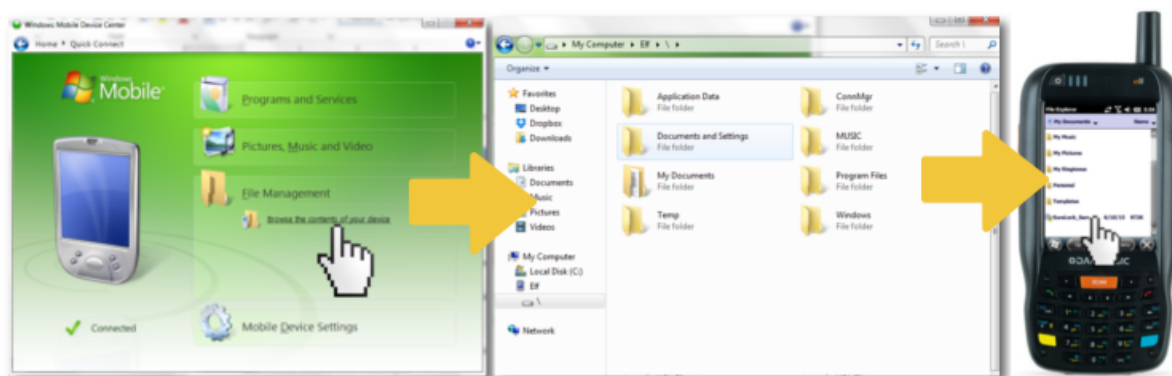 Windows Mobile Device Center
Home ▸ Quick Connect
Windows
Mobile
Programs and Services
Pictures, Music and Video
File Management
Browse the contents of your device
Mobile Device Settings
Connected
My Computer ▸ Elf ▸ \ ▸
Search \
Organize
Favorites
Desktop
Dropbox
Downloads
Libraries
Documents
Music
Pictures
Videos
My Computer
Local Disk (C:)
Elf
\
Network
Application Data
File folder
ConnMgr
File folder
Documents and Settings
File folder
MUSIC
File folder
My Documents
File folder
Program Files
File folder
Temp
File folder
Windows
File folder
File Explorer
My Documents
Name
My Music
My Pictures
My Ringtones
Personal
Templates
SCAN